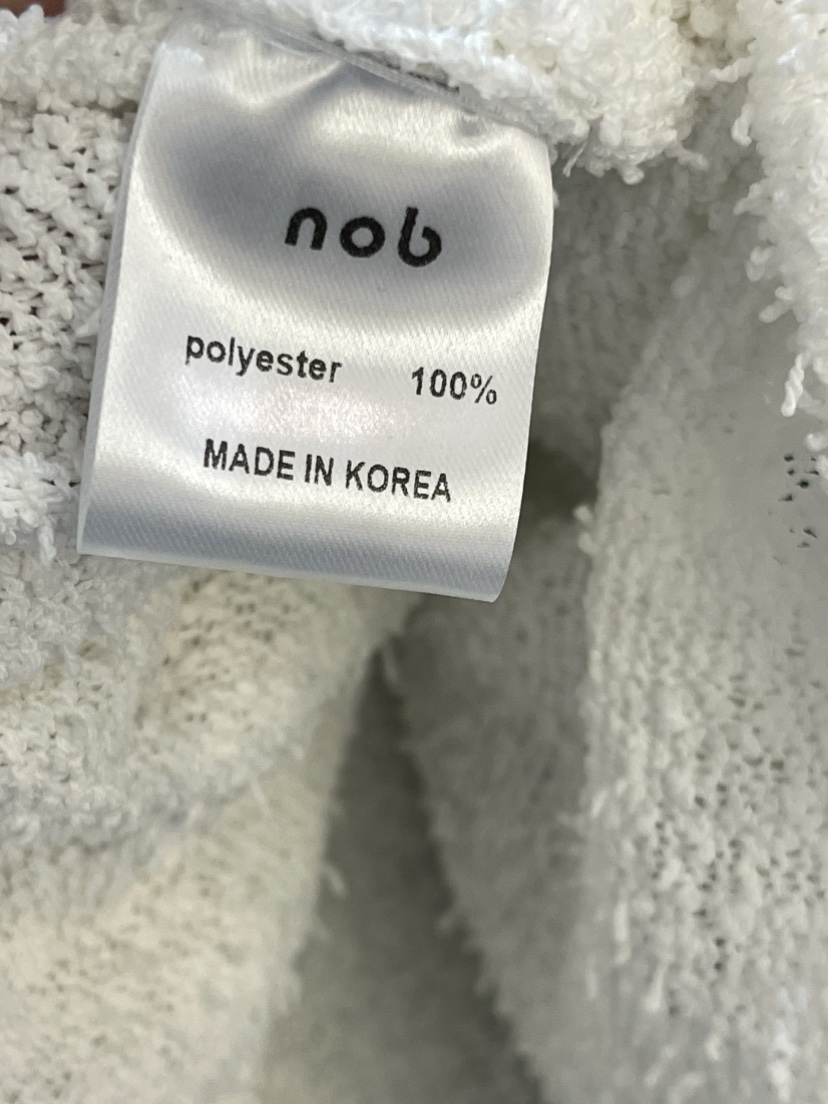 nob
polyester 100%
MADE IN KOREA